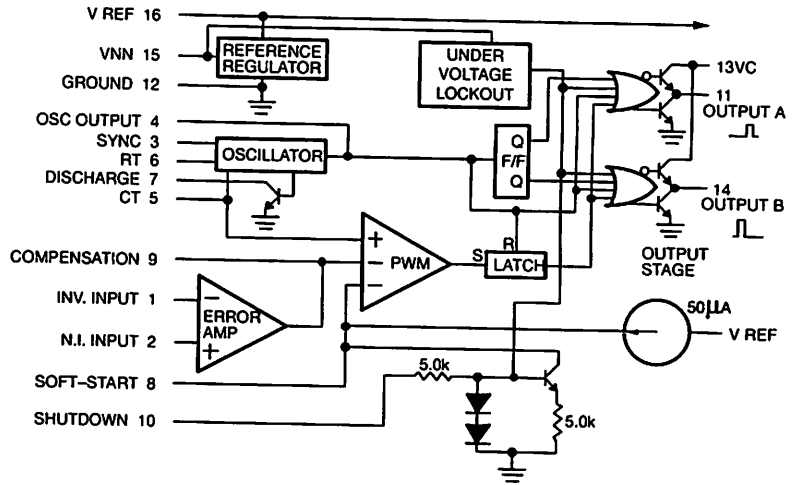 V REF 16
VNN 15
REFERENCE
REGULATOR
UNDER
VOLTAGE
LOCKOUT
13VC
GROUND 12
11
OUTPUT A
OSC OUTPUT 4
SYNC 3
OSCILLATOR
RT 6
Q
F/F
Q
DISCHARGE 7
CT 5
14
OUTPUT B
+
−
−
PWM
S
R
LATCH
OUTPUT
STAGE
COMPENSATION 9
INV. INPUT 1
−
ERROR
AMP
+
N.I. INPUT 2
50µA
V REF
SOFT–START 8
5.0k
SHUTDOWN 10
5.0k